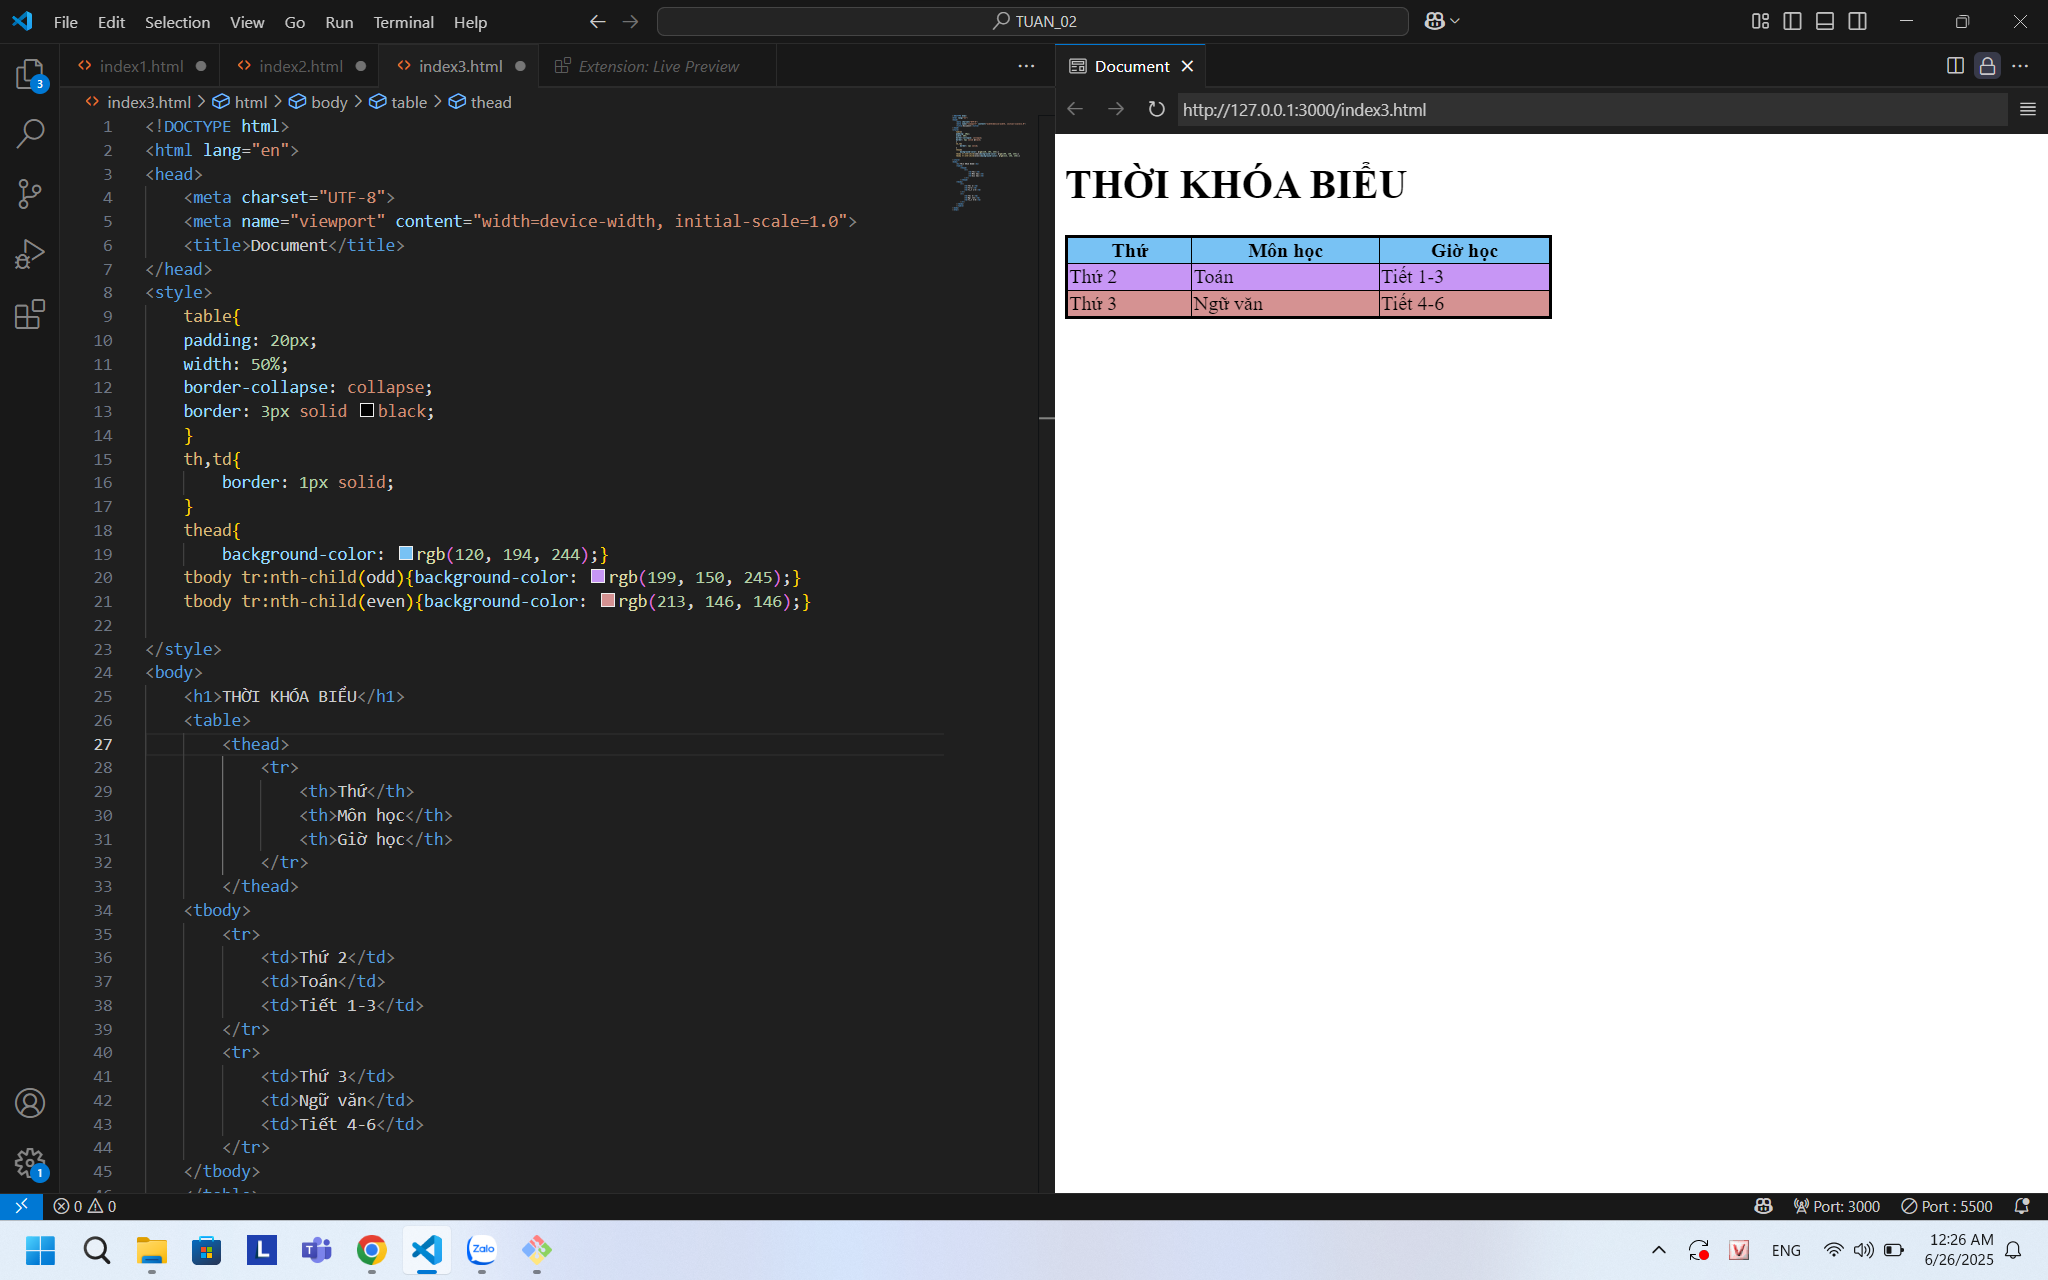 File Edit Selection View Go Run Terminal Help
TUAN_02
index1.html index2.html index3.html Extension: Live Preview
index3.html > html > body > table > thead
1 <!DOCTYPE html>
2 <html lang="en">
3 <head>
4 <meta charset="UTF-8">
5 <meta name="viewport" content="width=device-width, initial-scale=1.0">
6 <title>Document</title>
7 </head>
8 <style>
9 table{
10 padding: 20px;
11 width: 50%;
12 border-collapse: collapse;
13 border: 3px solid black;
14 }
15 th,td{
16 border: 1px solid;
17 }
18 thead{
19 background-color: rgb(120, 194, 244);}
20 tbody tr:nth-child(odd){background-color: rgb(199, 150, 245);}
21 tbody tr:nth-child(even){background-color: rgb(213, 146, 146);}
22
23 </style>
24 <body>
25 <h1>THỜI KHÓA BIỂU</h1>
26 <table>
27 <thead>
28 <tr>
29 <th>Thứ</th>
30 <th>Môn học</th>
31 <th>Giờ học</th>
32 </tr>
33 </thead>
34 <tbody>
35 <tr>
36 <td>Thứ 2</td>
37 <td>Toán</td>
38 <td>Tiết 1-3</td>
39 </tr>
40 <tr>
41 <td>Thứ 3</td>
42 <td>Ngữ văn</td>
43 <td>Tiết 4-6</td>
44 </tr>
45 </tbody>
Document
http://127.0.0.1:3000/index3.html
THỜI KHÓA BIỂU
Thứ Môn học Giờ học
Thứ 2 Toán Tiết 1-3
Thứ 3 Ngữ văn Tiết 4-6
3
1
0 0
Port: 3000 Port : 5500
L
T
Zalo
V
ENG
12:26 AM
6/26/2025